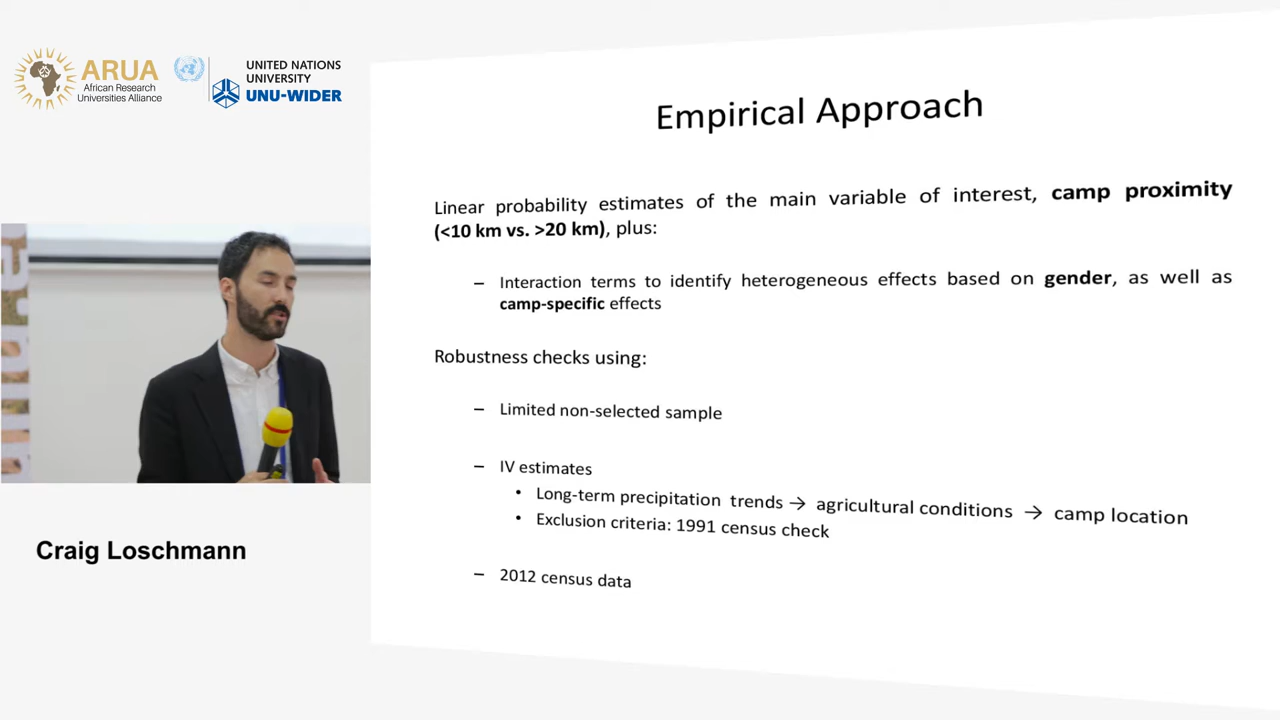 ARUA
African Research
Universities Alliance
UNITED NATIONS
UNIVERSITY
UNU-WIDER
Empirical Approach
Linear probability estimates of the main variable of interest, camp proximity
(<10 km vs. >20 km), plus:
– Interaction terms to identify heterogeneous effects based on gender, as well as
camp-specific effects
Robustness checks using:
– Limited non-selected sample
– IV estimates
• Long-term precipitation trends → agricultural conditions → camp location
• Exclusion criteria: 1991 census check
– 2012 census data
Craig Loschmann